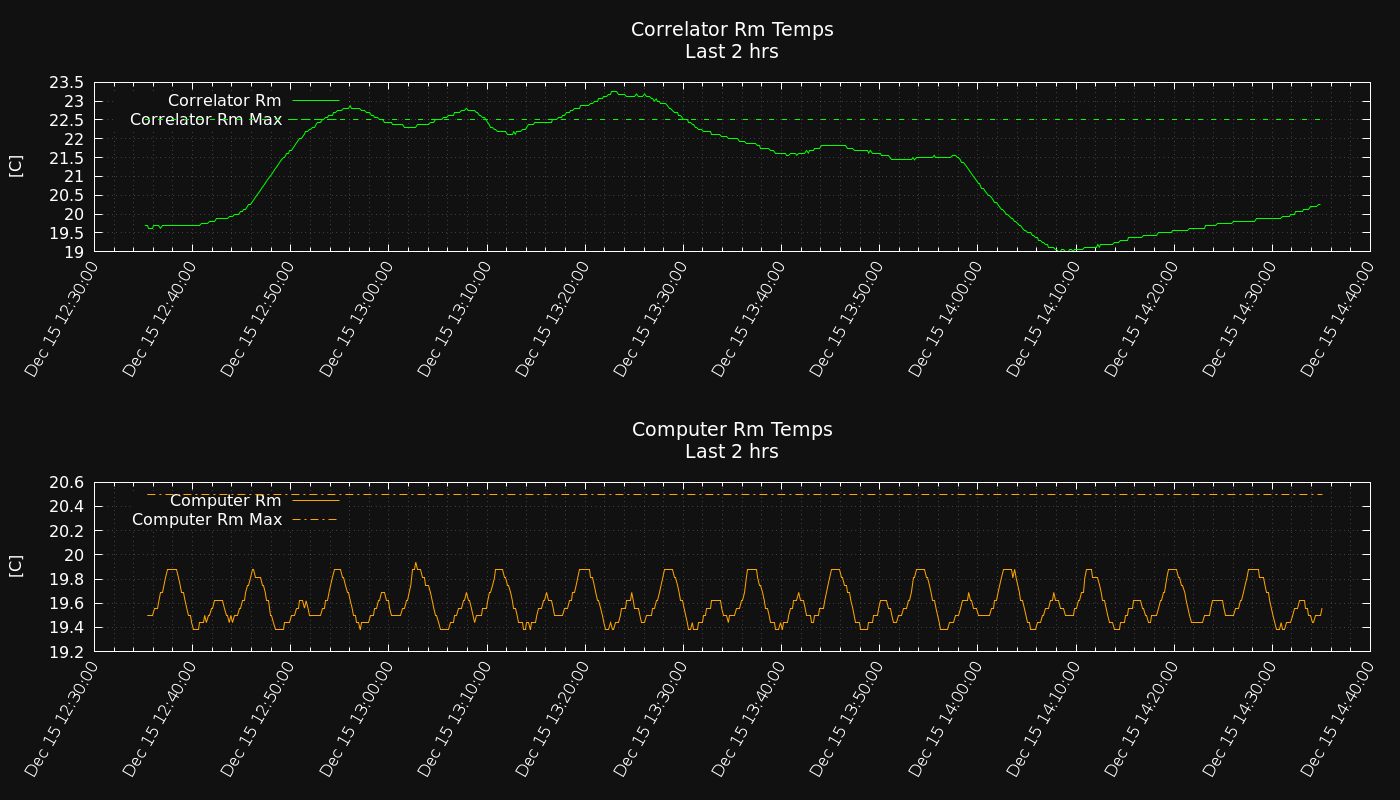 Correlator Rm Temps
Last 2 hrs
23.5
23
22.5
22
21.5
21
20.5
20
19.5
19
[C]
Correlator Rm
Correlator Rm Max
Dec 15 12:30:00
Dec 15 12:40:00
Dec 15 12:50:00
Dec 15 13:00:00
Dec 15 13:10:00
Dec 15 13:20:00
Dec 15 13:30:00
Dec 15 13:40:00
Dec 15 13:50:00
Dec 15 14:00:00
Dec 15 14:10:00
Dec 15 14:20:00
Dec 15 14:30:00
Dec 15 14:40:00
Computer Rm Temps
Last 2 hrs
20.6
20.4
20.2
20
19.8
19.6
19.4
19.2
[C]
Computer Rm
Computer Rm Max
Dec 15 12:30:00
Dec 15 12:40:00
Dec 15 12:50:00
Dec 15 13:00:00
Dec 15 13:10:00
Dec 15 13:20:00
Dec 15 13:30:00
Dec 15 13:40:00
Dec 15 13:50:00
Dec 15 14:00:00
Dec 15 14:10:00
Dec 15 14:20:00
Dec 15 14:30:00
Dec 15 14:40:00